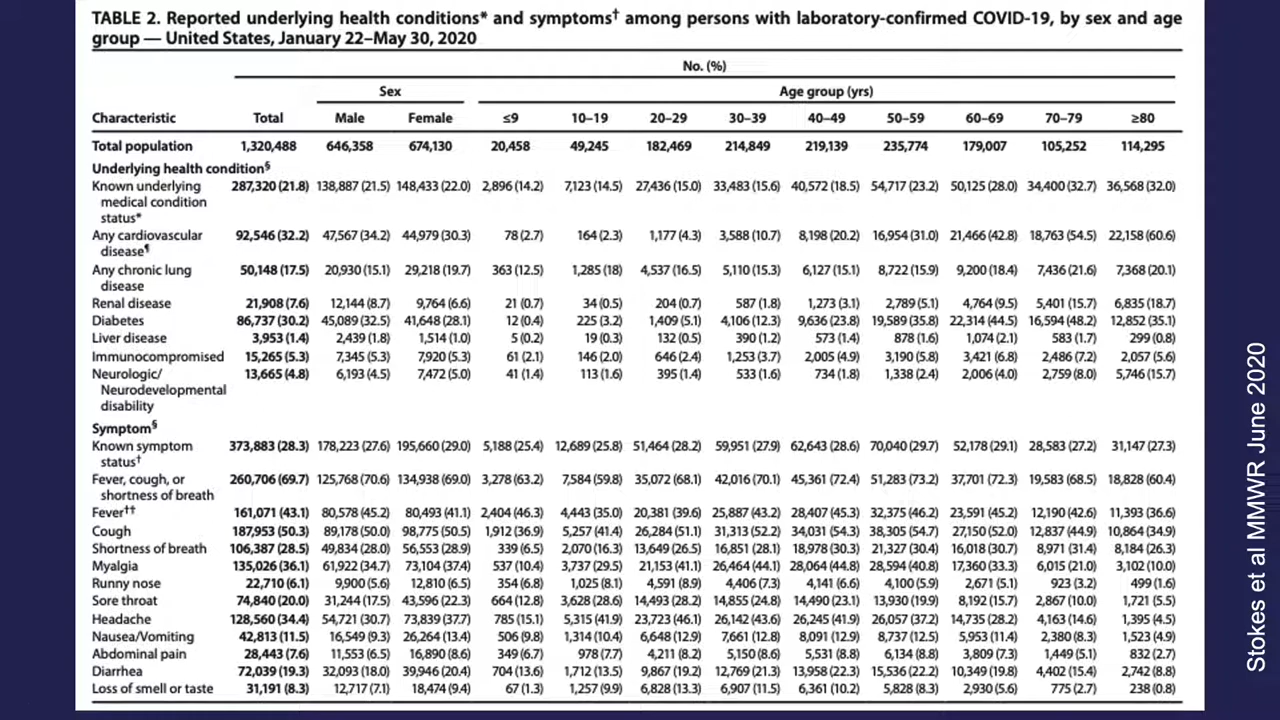 TABLE 2. Reported underlying health conditions* and symptoms† among persons with laboratory-confirmed COVID-19, by sex and age
group — United States, January 22–May 30, 2020
No. (%)
Sex Age group (yrs)
Characteristic Total Male Female ≤9 10–19 20–29 30–39 40–49 50–59 60–69 70–79 ≥80
Total population 1,320,488 646,358 674,130 20,458 49,245 182,469 214,849 219,139 235,774 179,007 105,252 114,295
Underlying health condition§
Known underlying 287,320 (21.8) 138,887 (21.5) 148,433 (22.0) 2,896 (14.2) 7,123 (14.5) 27,436 (15.0) 33,483 (15.6) 40,572 (18.5) 54,717 (23.2) 50,125 (28.0) 34,400 (32.7) 36,568 (32.0)
medical condition
status*
Any cardiovascular 92,546 (32.2) 47,567 (34.2) 44,979 (30.3) 78 (2.7) 164 (2.3) 1,177 (4.3) 3,588 (10.7) 8,198 (20.2) 16,954 (31.0) 21,466 (42.8) 18,763 (54.5) 22,158 (60.6)
disease¶
Any chronic lung 50,148 (17.5) 20,930 (15.1) 29,218 (19.7) 363 (12.5) 1,285 (18) 4,537 (16.5) 5,110 (15.3) 6,127 (15.1) 8,722 (15.9) 9,200 (18.4) 7,436 (21.6) 7,368 (20.1)
disease
Renal disease 21,908 (7.6) 12,144 (8.7) 9,764 (6.6) 21 (0.7) 34 (0.5) 204 (0.7) 587 (1.8) 1,273 (3.1) 2,789 (5.1) 4,764 (9.5) 5,401 (15.7) 6,835 (18.7)
Diabetes 86,737 (30.2) 45,089 (32.5) 41,648 (28.1) 12 (0.4) 225 (3.2) 1,409 (5.1) 4,106 (12.3) 9,636 (23.8) 19,589 (35.8) 22,314 (44.5) 16,594 (48.2) 12,852 (35.1)
Liver disease 3,953 (1.4) 2,439 (1.8) 1,514 (1.0) 5 (0.2) 19 (0.3) 132 (0.5) 390 (1.2) 573 (1.4) 878 (1.6) 1,074 (2.1) 583 (1.7) 299 (0.8)
Immunocompromised 15,265 (5.3) 7,345 (5.3) 7,920 (5.3) 61 (2.1) 146 (2.0) 646 (2.4) 1,253 (3.7) 2,005 (4.9) 3,190 (5.8) 3,421 (6.8) 2,486 (7.2) 2,057 (5.6)
Neurologic/ 13,665 (4.8) 6,193 (4.5) 7,472 (5.0) 41 (1.4) 113 (1.6) 395 (1.4) 533 (1.6) 734 (1.8) 1,338 (2.4) 2,006 (4.0) 2,759 (8.0) 5,746 (15.7)
Neurodevelopmental
disability
Symptom§
Known symptom 373,883 (28.3) 178,223 (27.6) 195,660 (29.0) 5,188 (25.4) 12,689 (25.8) 51,464 (28.2) 59,951 (27.9) 62,643 (28.6) 70,040 (29.7) 52,178 (29.1) 28,583 (27.2) 31,147 (27.3)
status†
Fever, cough, or 260,706 (69.7) 125,768 (70.6) 134,938 (69.0) 3,278 (63.2) 7,584 (59.8) 35,072 (68.1) 42,016 (70.1) 45,361 (72.4) 51,283 (73.2) 37,701 (72.3) 19,583 (68.5) 18,828 (60.4)
shortness of breath
Fever†† 161,071 (43.1) 80,578 (45.2) 80,493 (41.1) 2,404 (46.3) 4,443 (35.0) 20,381 (39.6) 25,887 (43.2) 28,407 (45.3) 32,375 (46.2) 23,591 (45.2) 12,190 (42.6) 11,393 (36.6)
Cough 187,953 (50.3) 89,178 (50.0) 98,775 (50.5) 1,912 (36.9) 5,257 (41.4) 26,284 (51.1) 31,313 (52.2) 34,031 (54.3) 38,305 (54.7) 27,150 (52.0) 12,837 (44.9) 10,864 (34.9)
Shortness of breath 106,387 (28.5) 49,834 (28.0) 56,553 (28.9) 339 (6.5) 2,070 (16.3) 13,649 (26.5) 16,851 (28.1) 18,978 (30.3) 21,327 (30.4) 16,018 (30.7) 8,971 (31.4) 8,184 (26.3)
Myalgia 135,026 (36.1) 61,922 (34.7) 73,104 (37.4) 537 (10.4) 3,737 (29.5) 21,153 (41.1) 26,464 (44.1) 28,064 (44.8) 28,594 (40.8) 17,360 (33.3) 6,015 (21.0) 3,102 (10.0)
Runny nose 22,710 (6.1) 9,900 (5.6) 12,810 (6.5) 354 (6.8) 1,025 (8.1) 4,591 (8.9) 4,406 (7.3) 4,141 (6.6) 4,100 (5.9) 2,671 (5.1) 923 (3.2) 499 (1.6)
Sore throat 74,840 (20.0) 31,244 (17.5) 43,596 (22.3) 664 (12.8) 3,628 (28.6) 14,493 (28.2) 14,855 (24.8) 14,490 (23.1) 13,930 (19.9) 8,192 (15.7) 2,867 (10.0) 1,721 (5.5)
Headache 128,560 (34.4) 54,721 (30.7) 73,839 (37.7) 785 (15.1) 5,315 (41.9) 23,723 (46.1) 26,142 (43.6) 26,245 (41.9) 26,057 (37.2) 14,735 (28.2) 4,163 (14.6) 1,395 (4.5)
Nausea/Vomiting 42,813 (11.5) 16,549 (9.3) 26,264 (13.4) 506 (9.8) 1,314 (10.4) 6,648 (12.9) 7,661 (12.8) 8,091 (12.9) 8,737 (12.5) 5,953 (11.4) 2,380 (8.3) 1,523 (4.9)
Abdominal pain 28,443 (7.6) 11,553 (6.5) 16,890 (8.6) 349 (6.7) 978 (7.7) 4,211 (8.2) 5,150 (8.6) 5,531 (8.8) 6,134 (8.8) 3,809 (7.3) 1,449 (5.1) 832 (2.7)
Diarrhea 72,039 (19.3) 32,093 (18.0) 39,946 (20.4) 704 (13.6) 1,712 (13.5) 9,867 (19.2) 12,769 (21.3) 13,958 (22.3) 15,536 (22.2) 10,349 (19.8) 4,402 (15.4) 2,742 (8.8)
Loss of smell or taste 31,191 (8.3) 12,717 (7.1) 18,474 (9.4) 67 (1.3) 1,257 (9.9) 6,828 (13.3) 6,907 (11.5) 6,361 (10.2) 5,828 (8.3) 2,930 (5.6) 775 (2.7) 238 (0.8)
Stokes et al MMWR June 2020